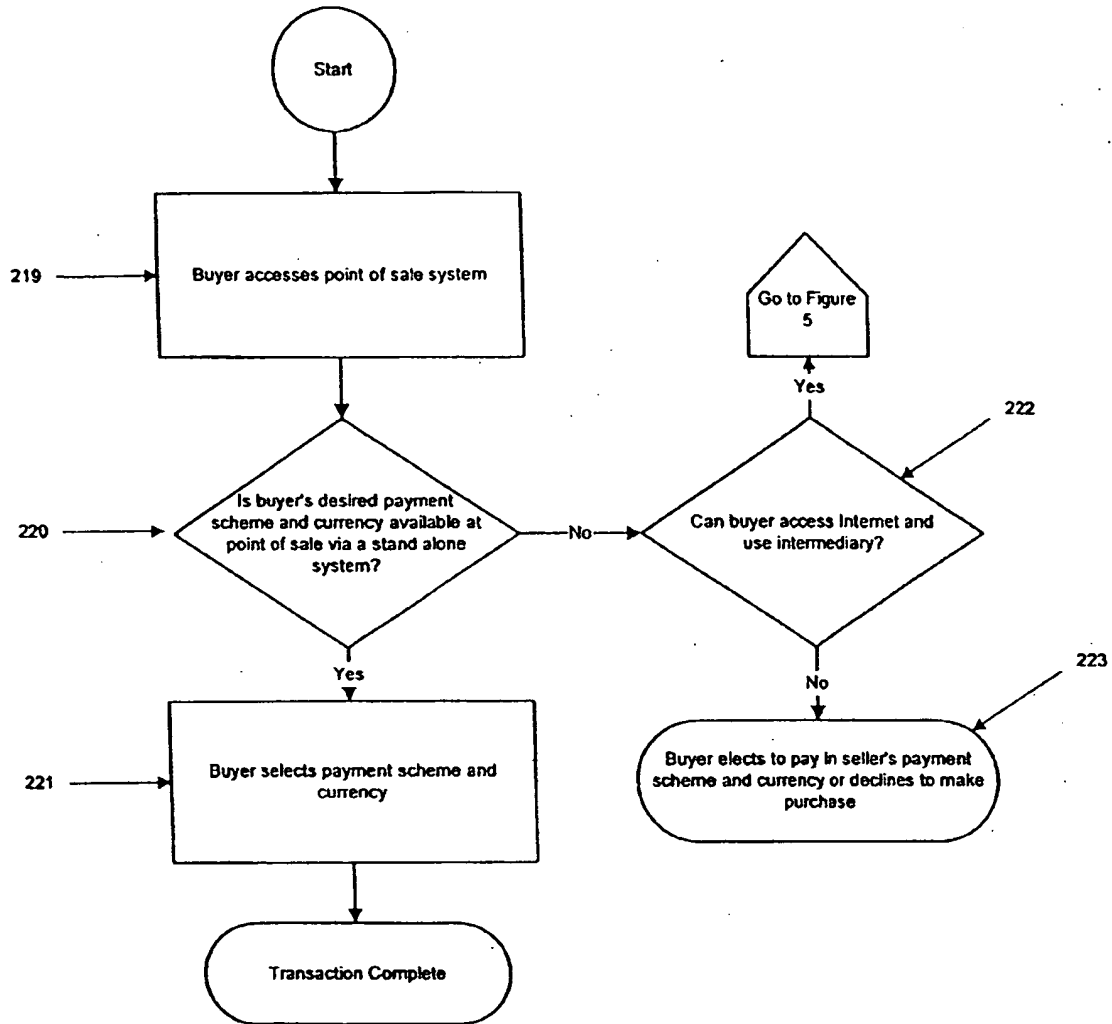 Start
219
Buyer accesses point of sale system
Go to Figure
5
Yes
222
220
Is buyer's desired payment
scheme and currency available at
point of sale via a stand alone
system?
No
Can buyer access Internet and
use intermediary?
Yes
No
223
221
Buyer selects payment scheme and
currency
Buyer elects to pay in seller's payment
scheme and currency or declines to make
purchase
Transaction Complete